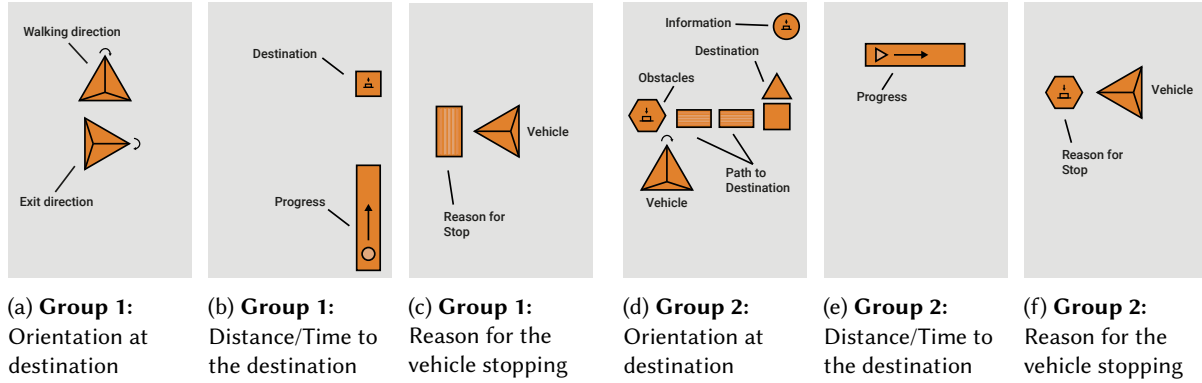 Walking direction
Exit direction
(a) Group 1:
Orientation at
destination
Destination
Progress
(b) Group 1:
Distance/Time to
the destination
Vehicle
Reason for
Stop
(c) Group 1:
Reason for the
vehicle stopping
Information
Destination
Obstacles
Path to
Destination
Vehicle
(d) Group 2:
Orientation at
destination
Progress
(e) Group 2:
Distance/Time to
the destination
Vehicle
Reason for
Stop
(f) Group 2:
Reason for the
vehicle stopping